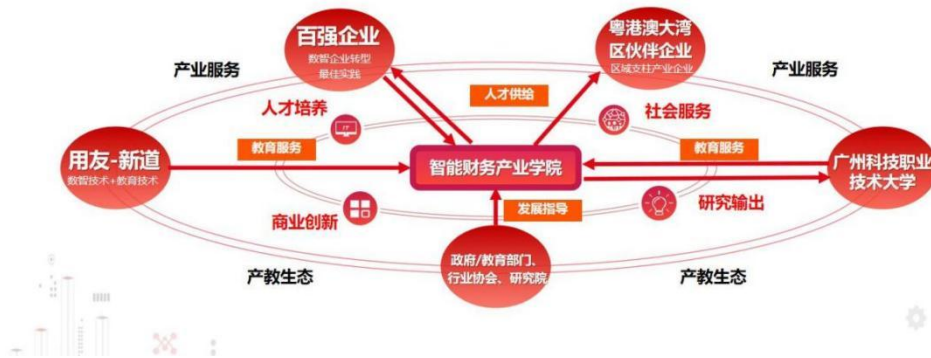 百强企业
数智企业转型
最佳实践
粤港澳大湾
区伙伴企业
区域支柱产业企业
产业服务
产业服务
人才供给
人才培养
社会服务
IT
教育服务
教育服务
用友-新道
数智技术+教育技术
智能财务产业学院
广州科技职业
技术大学
商业创新
发展指导
研究输出
政府/教育部门、
行业协会、研究院
产教生态
产教生态